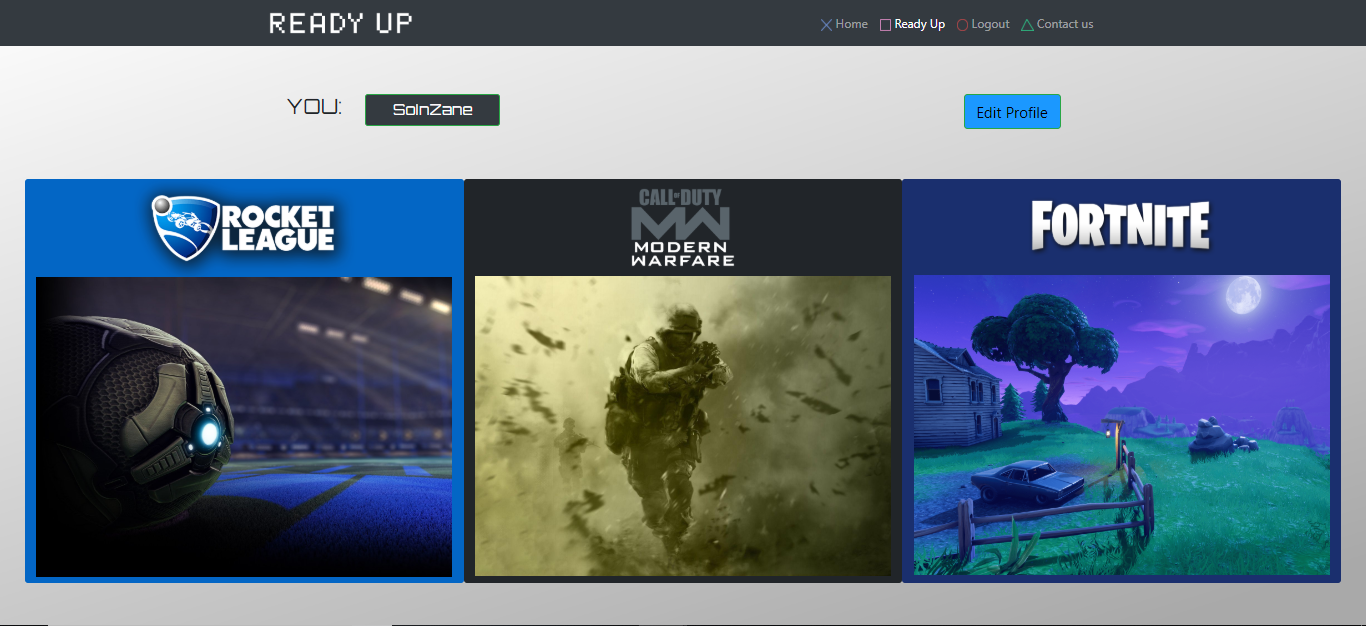 READY UP
Home
Ready Up
Logout
Contact us
YOU:
SolnZane
Edit Profile
ROCKET
LEAGUE
CALL OF DUTY
MW
MODERN
WARFARE
FORTNITE